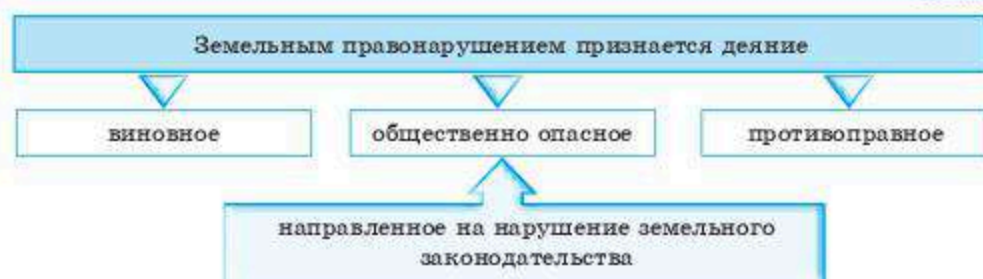 Земельным правонарушением признается деяние
виновное
общественно опасное
противоправное
направленное на нарушение земельного
законодательства